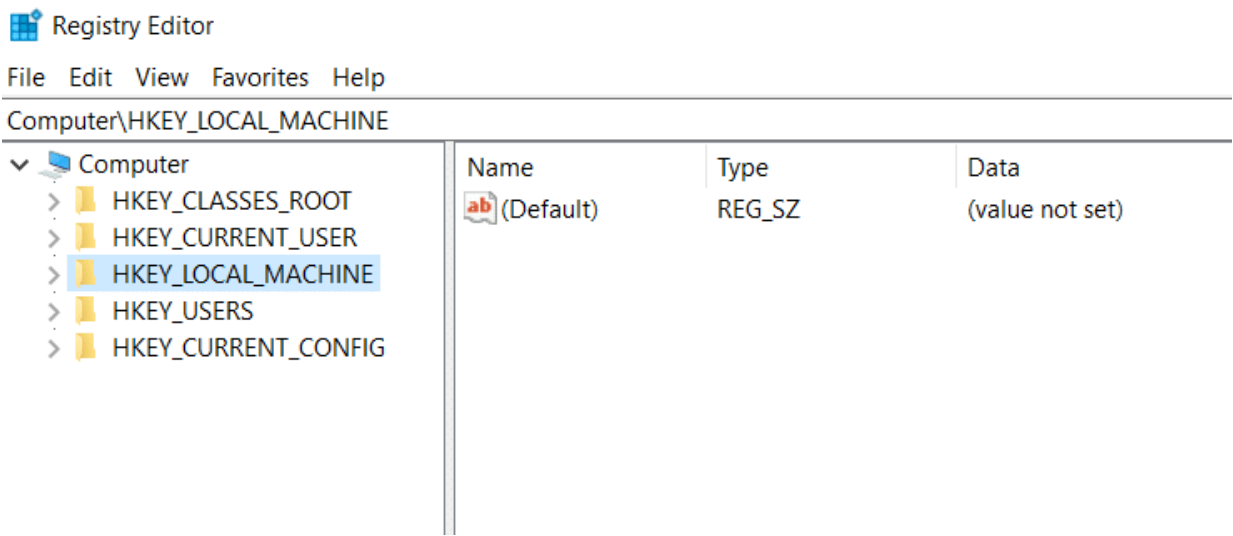 Registry Editor
File Edit View Favorites Help
Computer\HKEY_LOCAL_MACHINE
Computer
HKEY_CLASSES_ROOT
HKEY_CURRENT_USER
HKEY_LOCAL_MACHINE
HKEY_USERS
HKEY_CURRENT_CONFIG
Name Type Data
ab (Default) REG_SZ (value not set)